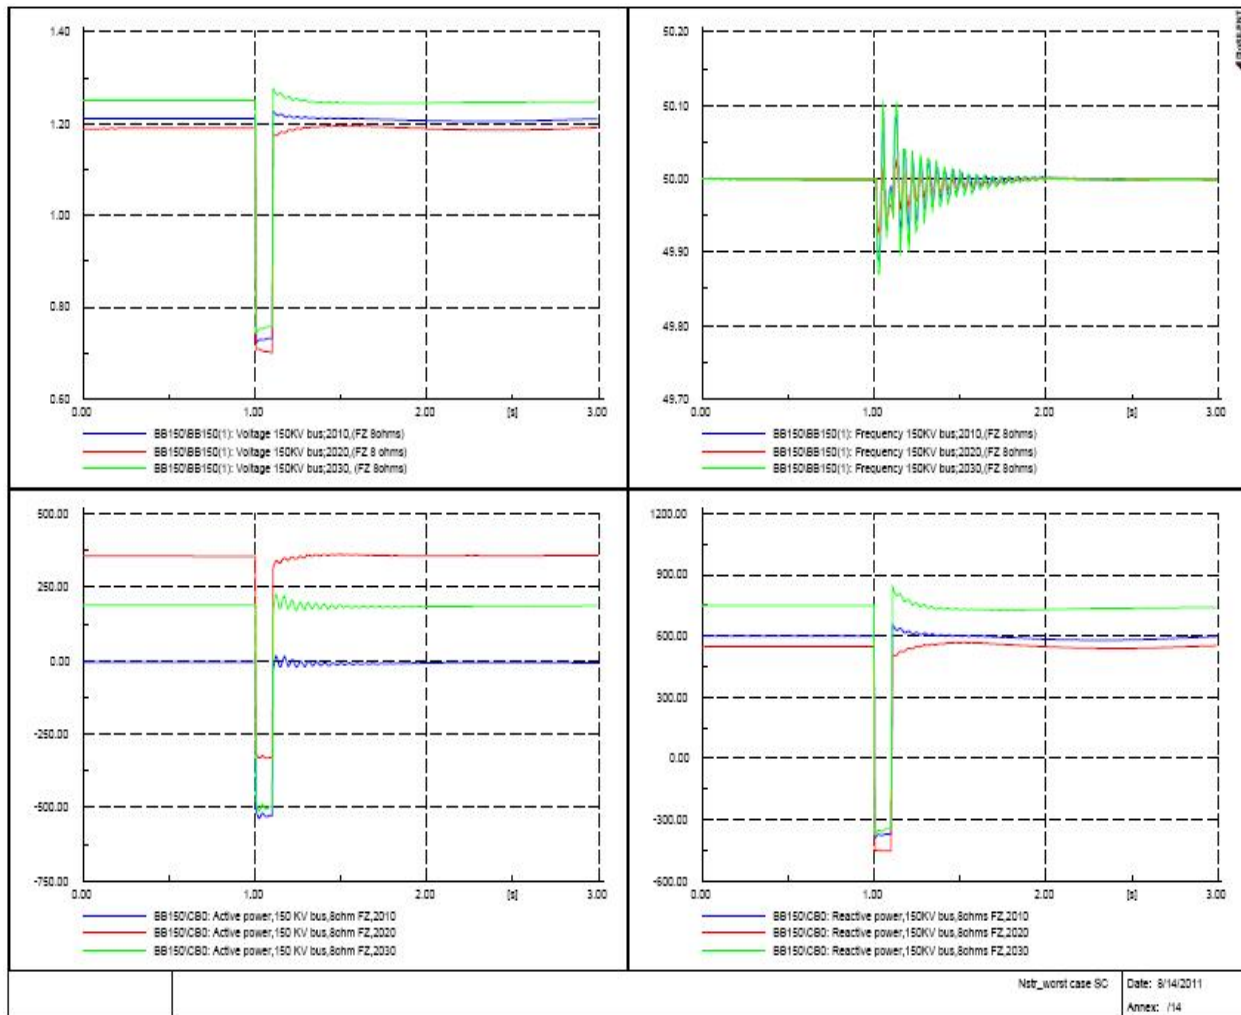 1.40
1.20
1.00
0.80
0.60
0.00 1.00 2.00 [s] 3.00
BB150\BB150(1): Voltage 150KV bus;2010,(FZ 8ohms)
BB150\BB150(1): Voltage 150KV bus;2020,(FZ 8 ohms)
BB150\BB150(1): Voltage 150KV bus;2030, (FZ 8ohms)
50.20
50.10
50.00
49.90
49.80
49.70
0.00 1.00 2.00 [s] 3.00
BB150\BB150(1): Frequency 150KV bus;2010,(FZ 8ohms)
BB150\BB150(1): Frequency 150KV bus;2020,(FZ 8ohms)
BB150\BB150(1): Frequency 150KV bus;2030,(FZ 8ohms)
500.00
250.00
0.00
-250.00
-500.00
-750.00
0.00 1.00 2.00 [s] 3.00
BB150\CB0: Active power,150 KV bus,8ohm FZ,2010
BB150\CB0: Active power,150 KV bus,8ohm FZ,2020
BB150\CB0: Active power,150 KV bus,8ohm FZ,2030
1200.00
900.00
600.00
300.00
0.00
-300.00
-600.00
0.00 1.00 2.00 [s] 3.00
BB150\CB0: Reactive power,150KV bus,8ohms FZ,2010
BB150\CB0: Reactive power,150KV bus,8ohms FZ,2020
BB150\CB0: Reactive power,150KV bus,8ohms FZ,2030
Nstr_worst case SC
Date: 8/14/2011
Annex: /14